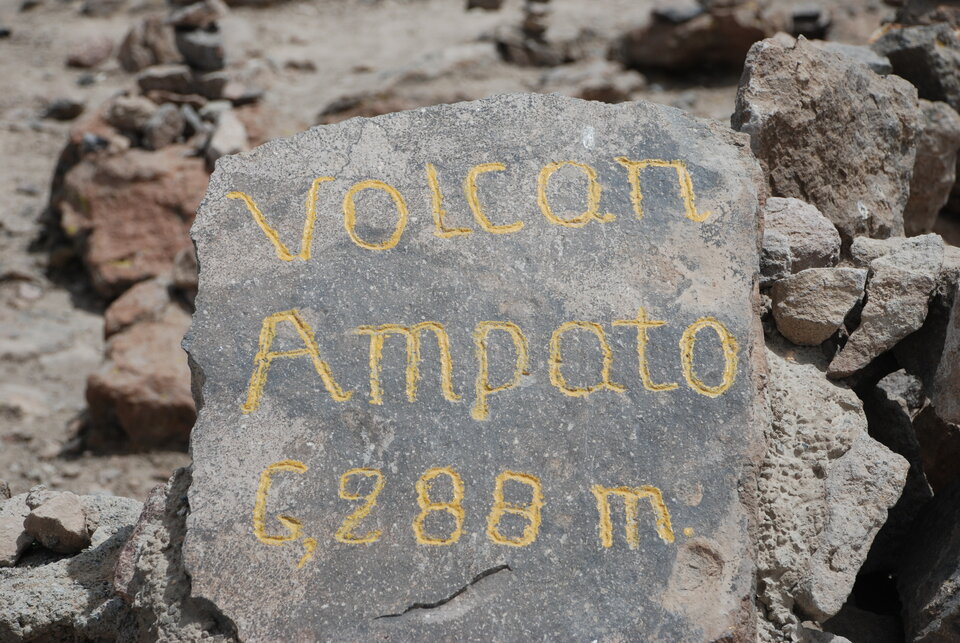 Volcan
Ampato
6,288 m.